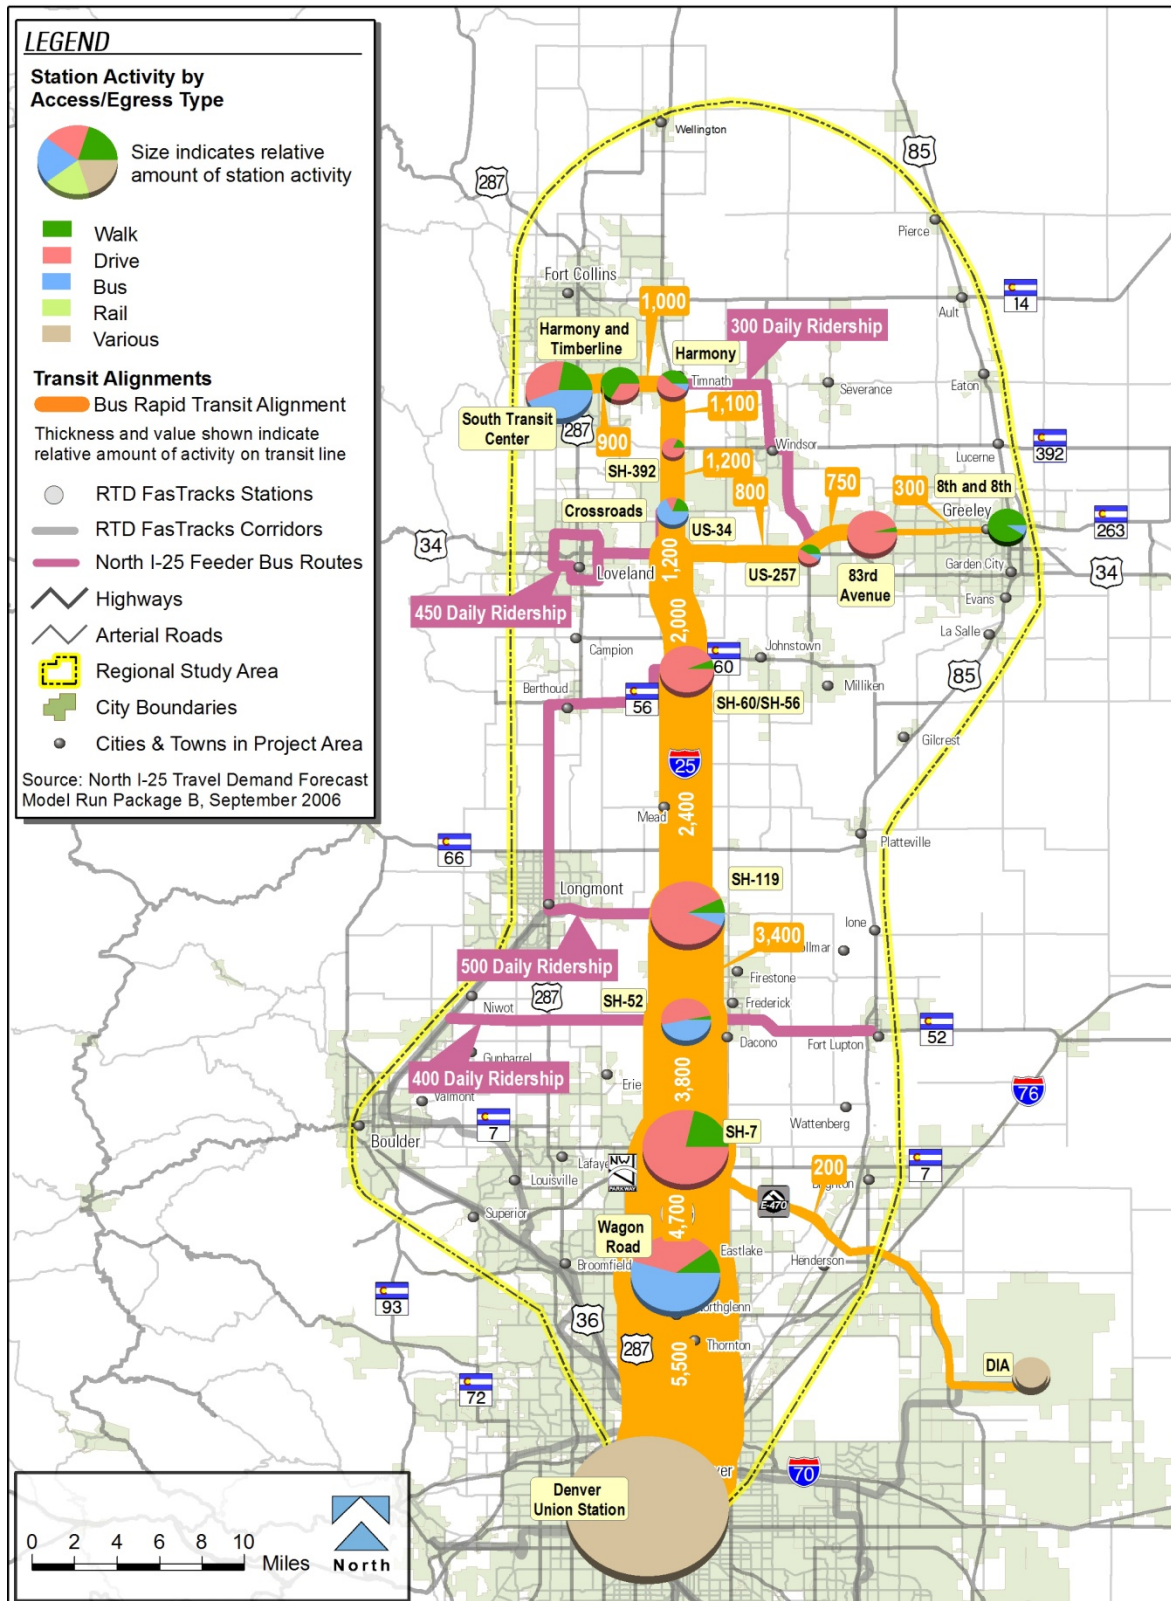 LEGEND
Station Activity by
Access/Egress Type
Size indicates relative
amount of station activity
Walk
Drive
Bus
Rail
Various
Transit Alignments
Bus Rapid Transit Alignment
Thickness and value shown indicate
relative amount of activity on transit line
RTD FasTracks Stations
RTD FasTracks Corridors
North I-25 Feeder Bus Routes
Highways
Arterial Roads
Regional Study Area
City Boundaries
Cities & Towns in Project Area
Source: North I-25 Travel Demand Forecast
Model Run Package B, September 2006
Wellington
85
287
Pierce
Fort Collins
14
Ault
1,000
Harmony and
Timberline
300 Daily Ridership
Harmony
Timnath
Severance
Eaton
South Transit
Center
287
900
1,100
Windsor
Lucerne
392
SH-392
1,200
800
750
300
8th and 8th
Greeley
Crossroads
US-34
263
34
Loveland
1,200
US-257
83rd
Avenue
Garden City
34
Evans
450 Daily Ridership
2,000
La Salle
Campion
Johnstown
60
85
Berthoud
56
SH-60/SH-56
Milliken
Gilcrest
25
Mead
2,400
Platteville
66
Longmont
SH-119
Ione
3,400
ollmar
500 Daily Ridership
Firestone
Niwot
287
SH-52
Frederick
Dacono
Fort Lupton
52
Gunbarrel
400 Daily Ridership
Erie
3,800
76
Valmont
Wattenberg
7
Boulder
SH-7
Lafaye
NW
PARKWAY
7
200
Brighton
Louisville
E-470
Superior
4,700
Wagon
Road
Eastlake
Broomfield
Henderson
93
Northglenn
36
287
Thornton
5,500
DIA
72
Denver
Union Station
ver
70
0 2 4 6 8 10
Miles
North